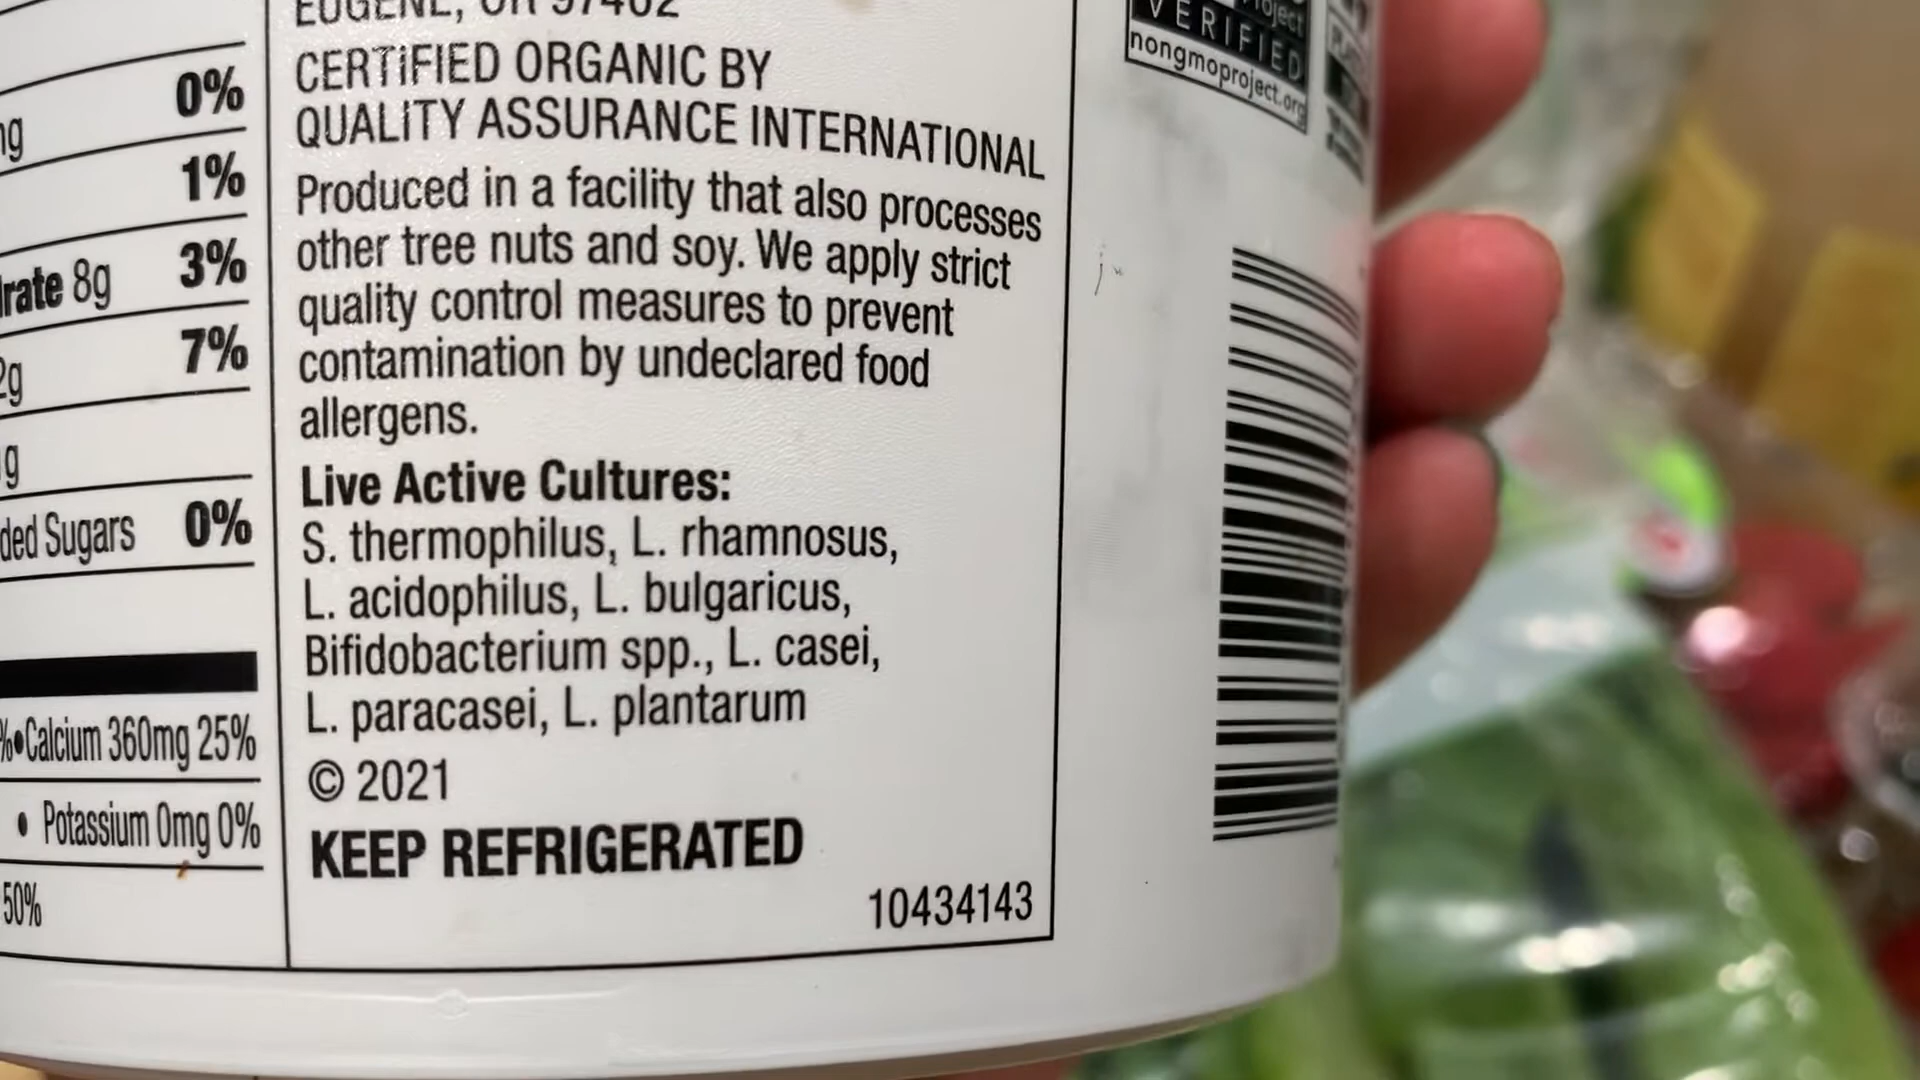 EUGENE, OR 97402
CERTIFIED ORGANIC BY
QUALITY ASSURANCE INTERNATIONAL
Produced in a facility that also processes
other tree nuts and soy. We apply strict
quality control measures to prevent
contamination by undeclared food
allergens.
Live Active Cultures:
S. thermophilus, L. rhamnosus,
L. acidophilus, L. bulgaricus,
Bifidobacterium spp., L. casei,
L. paracasei, L. plantarum
© 2021
KEEP REFRIGERATED
10434143
0%
1%
8g 3%
7%
Sugars 0%
Calcium 360mg 25%
• Potassium 0mg 0%
50%
Project
VERIFIED
nongmoproject.org